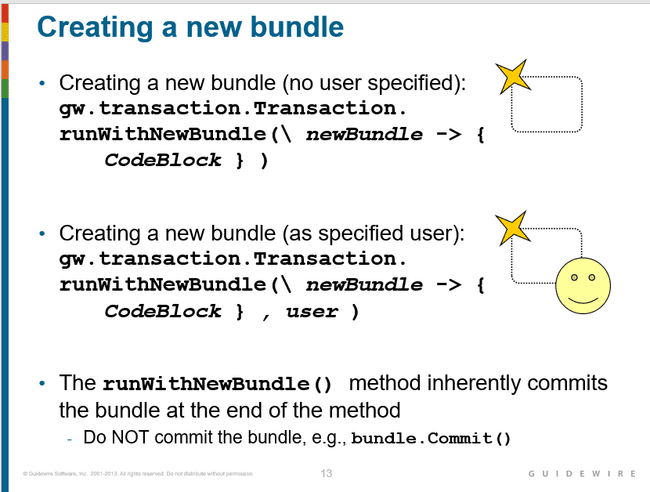 Creating a new bundle
• Creating a new bundle (no user specified):
gw.transaction.Transaction.
runWithNewBundle(\ newBundle -> {
CodeBlock } )
• Creating a new bundle (as specified user):
gw.transaction.Transaction.
runWithNewBundle(\ newBundle -> {
CodeBlock } , user )
• The runWithNewBundle() method inherently commits
the bundle at the end of the method
- Do NOT commit the bundle, e.g., bundle.Commit()
© Guidewire Software, Inc. 2001-2013. All rights reserved. Do not distribute without permission.
13
GUIDEWIRE